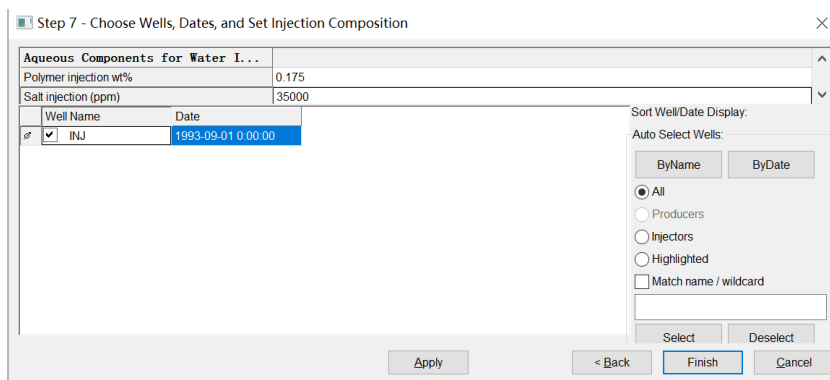 Step 7 - Choose Wells, Dates, and Set Injection Composition
Aqueous Components for Water I...
Polymer injection wt% 0.175
Salt injection (ppm) 35000
Well Name Date
INJ 1993-09-01 0:00:00
Sort Well/Date Display:
Auto Select Wells:
ByName ByDate
All
Producers
Injectors
Highlighted
Match name / wildcard
Select Deselect
Apply < Back Finish Cancel